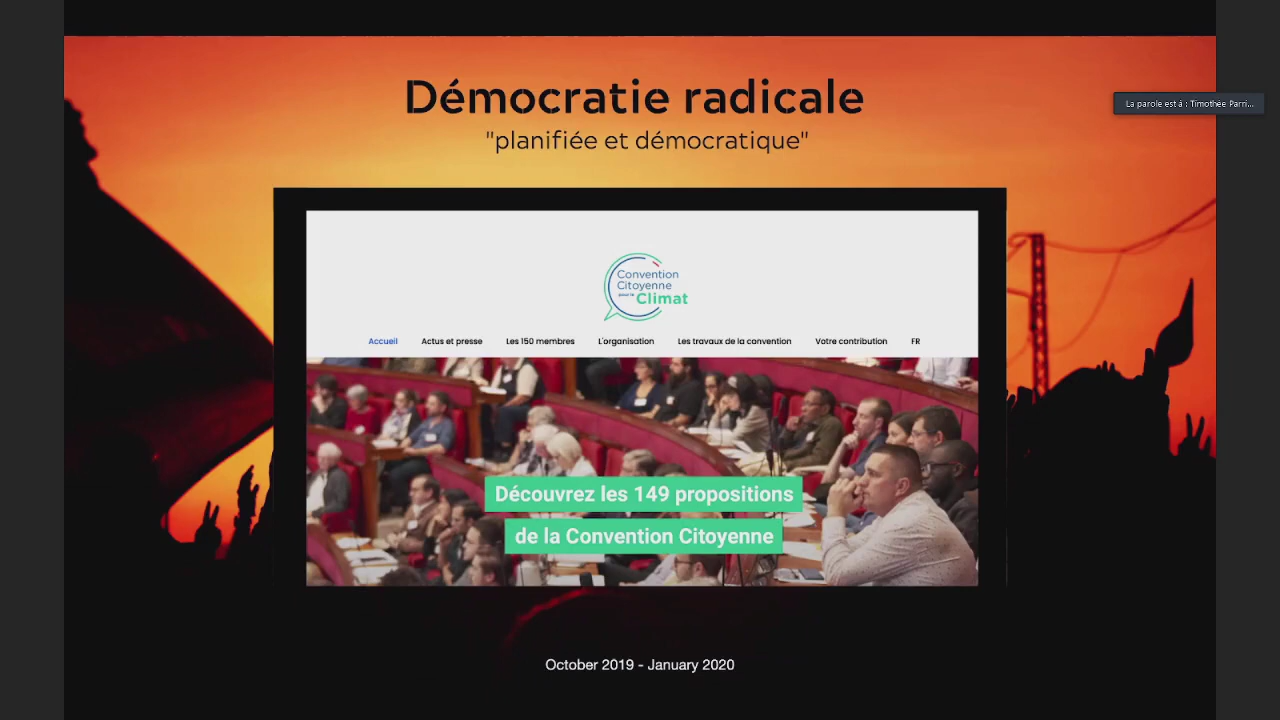 Démocratie radicale
"planifiée et démocratique"
La parole est à : Timothée Parri...
Convention
Citoyenne
pour le Climat
Accueil Actus et presse Les 150 membres L'organisation Les travaux de la convention Votre contribution FR
Découvrez les 149 propositions
de la Convention Citoyenne
October 2019 - January 2020